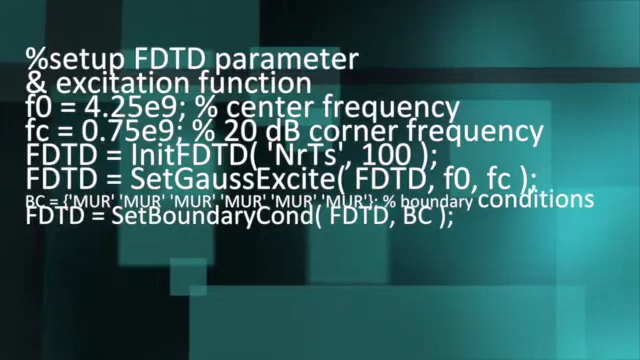 %setup FDTD parameter
& excitation function
f0 = 4.25e9; % center frequency
fc = 0.75e9; % 20 dB corner frequency
FDTD = InitFDTD( 'NrTs', 100 );
FDTD = SetGaussExcite( FDTD, f0, fc );
BC = {'MUR' 'MUR' 'MUR' 'MUR' 'MUR' 'MUR'}; % boundary conditions
FDTD = SetBoundaryCond( FDTD, BC );